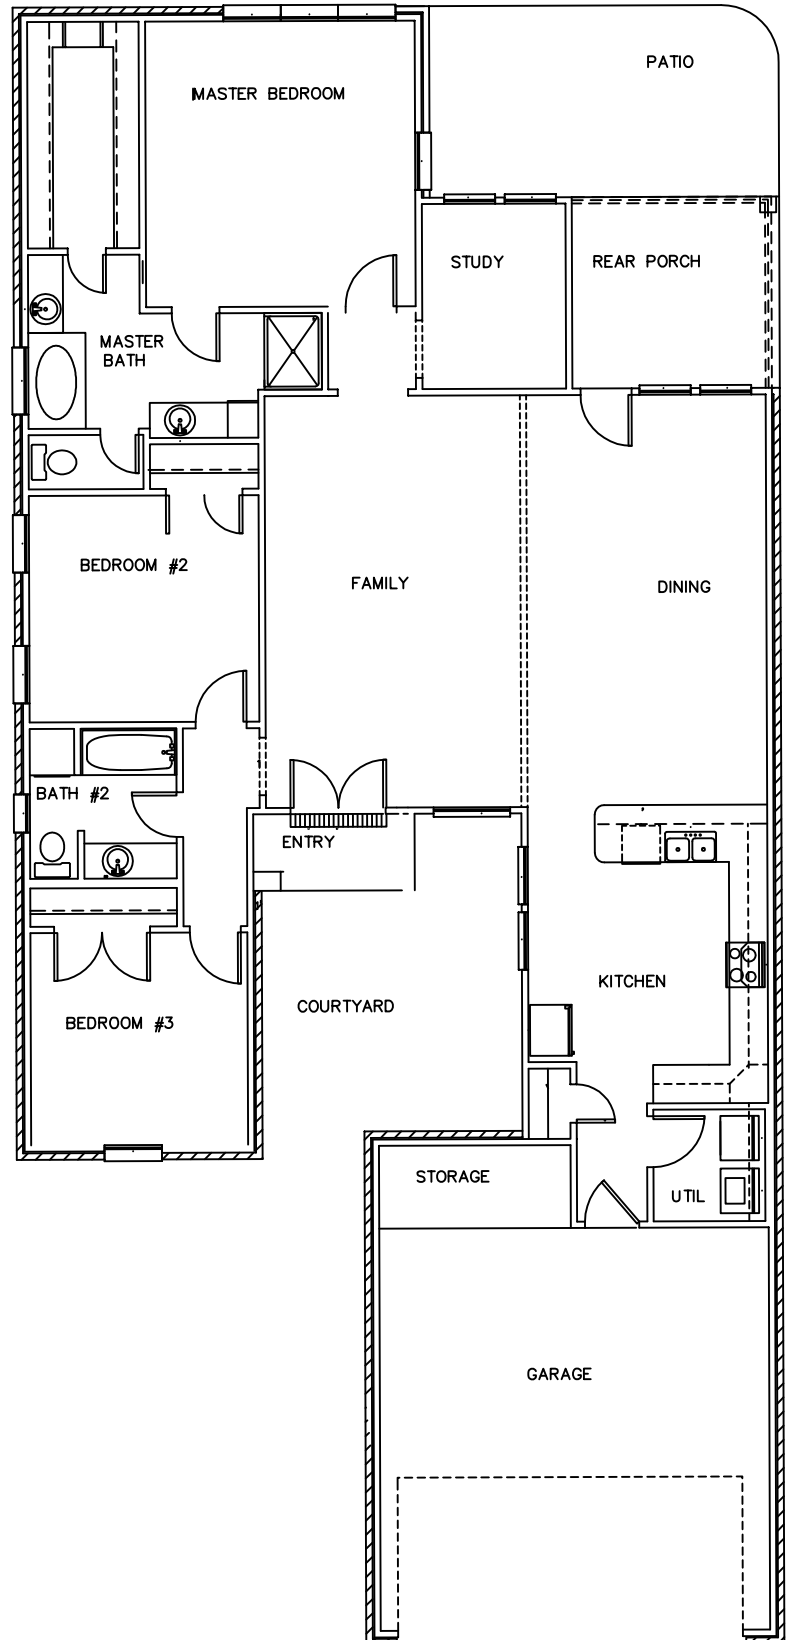 PATIO
MASTER BEDROOM
STUDY
REAR PORCH
MASTER
BATH
BEDROOM #2
FAMILY
DINING
BATH #2
ENTRY
KITCHEN
COURTYARD
BEDROOM #3
STORAGE
UTIL
GARAGE